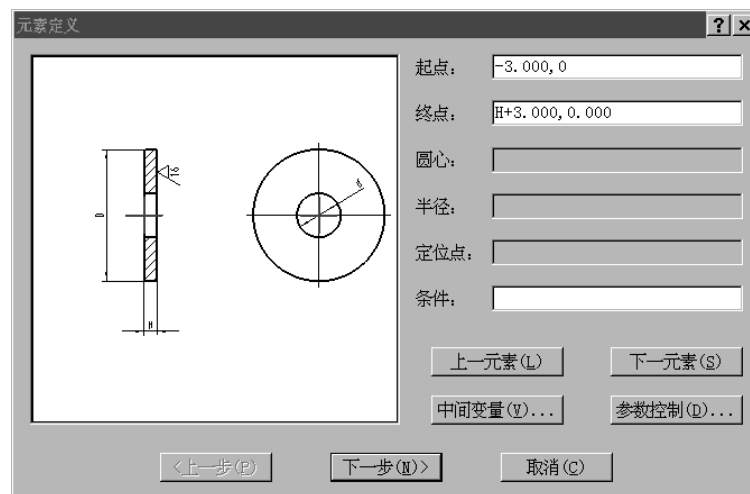 元素定义
起点: -3.000,0
终点: H+3.000,0.000
圆心:
半径:
定位点:
条件:
16
D
d
H
上一元素(L) 下一元素(S)
中间变量(V)... 参数控制(D)...
<上一步(P) 下一步(N)> 取消(C)